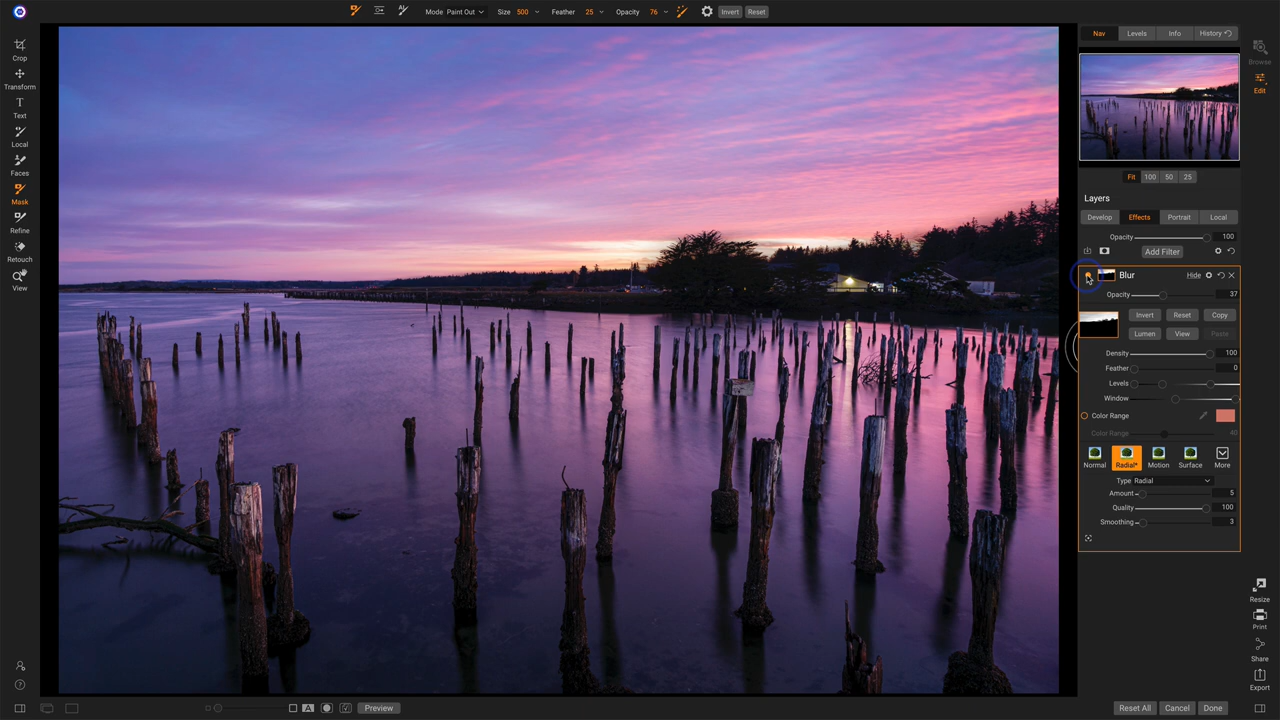 Mode Paint Out Size 500 Feather 25 Opacity 76 Invert Reset
Crop
Transform
Text
Local
Faces
Mask
Refine
Retouch
View
Nav Levels Info History
Browse
Edit
Fit 100 50 25
Layers
Develop Effects Portrait Local
Opacity 100
Add Filter
Blur Hide
Opacity 37
Invert Reset Copy
Lumen View Paste
Density 100
Feather 0
Levels
Window
Color Range
Color Range 40
Normal Radial* Motion Surface More
Type Radial
Amount 5
Quality 100
Smoothing 3
Resize
Print
Share
Export
A Preview Reset All Cancel Done